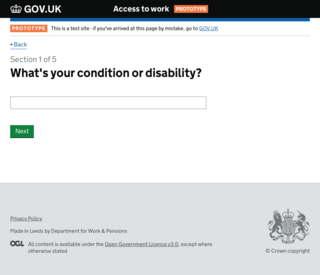 GOV.UK
Access to work PROTOTYPE
PROTOTYPE This is a test site - if you've arrived at this page by mistake, go to GOV.UK
Back
Section 1 of 5
What's your condition or disability?
Next
Privacy Policy
Made in Leeds by Department for Work & Pensions
OGL All content is available under the Open Government Licence v3.0, except where
otherwise stated
© Crown copyright